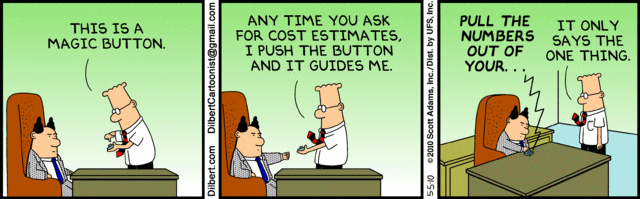 THIS IS A
MAGIC BUTTON.
Dilbert.com DilbertCartoonist@gmail.com
ANY TIME YOU ASK
FOR COST ESTIMATES,
I PUSH THE BUTTON
AND IT GUIDES ME.
5-5-10 © 2010 Scott Adams, Inc./Dist. by UFS, Inc.
PULL THE
NUMBERS
OUT OF
YOUR...
IT ONLY
SAYS THE
ONE THING.